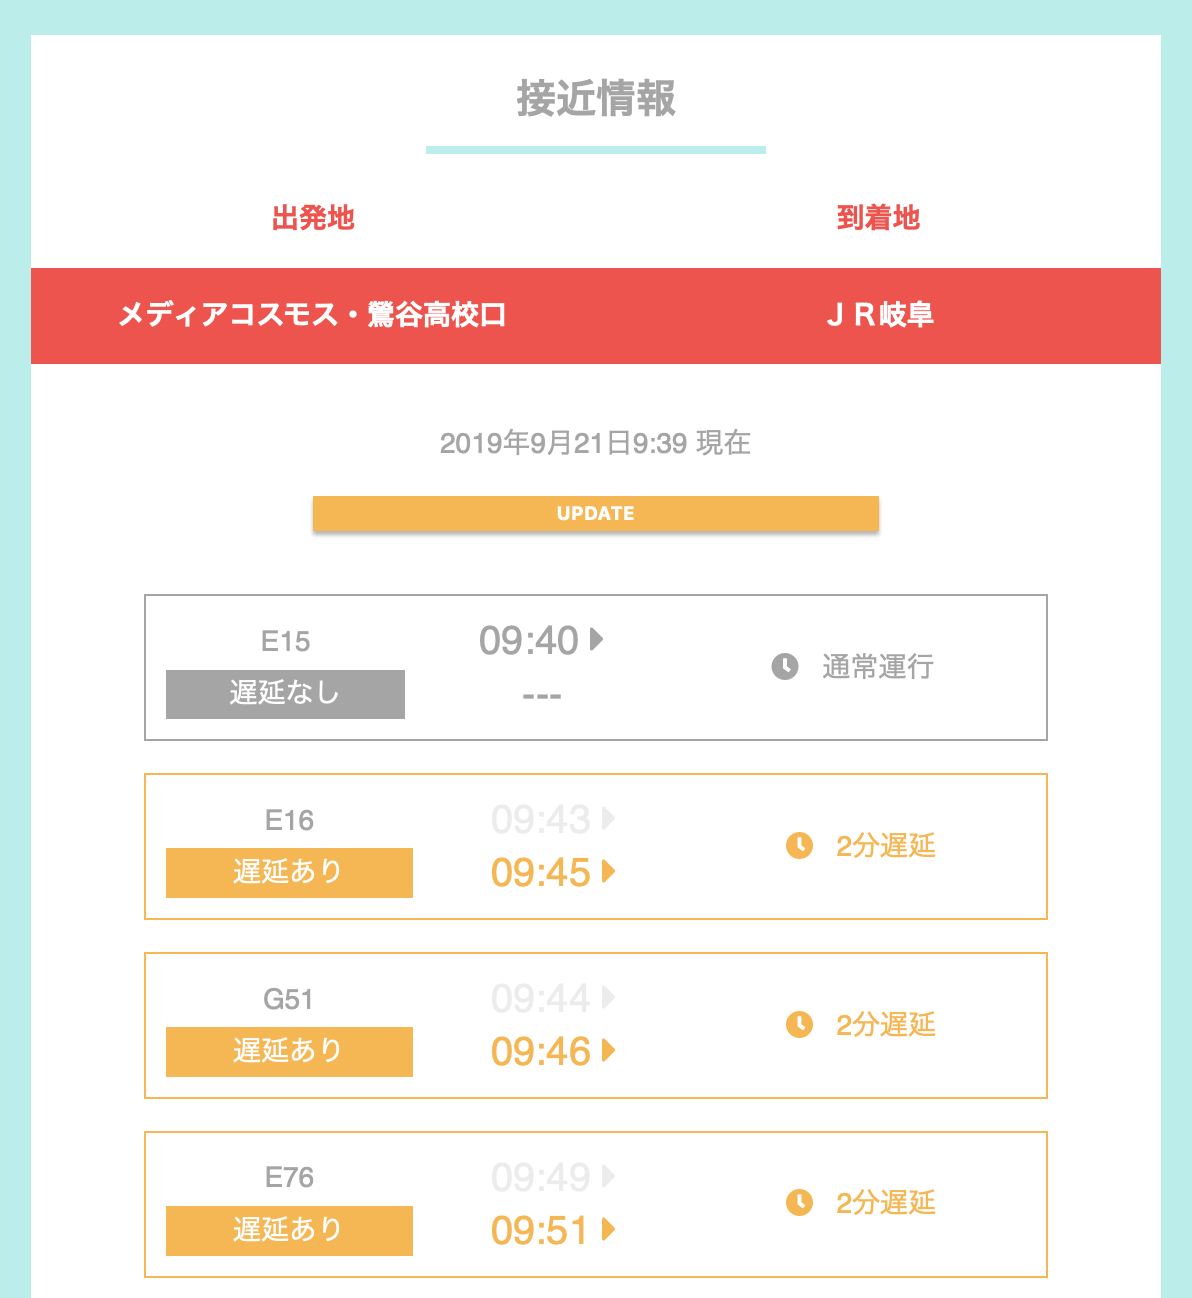 接近情報
出発地
到着地
メディアコスモス・鶯谷高校口
ＪＲ岐阜
2019年9月21日9:39 現在
UPDATE
E15
09:40
通常運行
遅延なし
---
E16
09:43
2分遅延
遅延あり
09:45
G51
09:44
2分遅延
遅延あり
09:46
E76
09:49
2分遅延
遅延あり
09:51